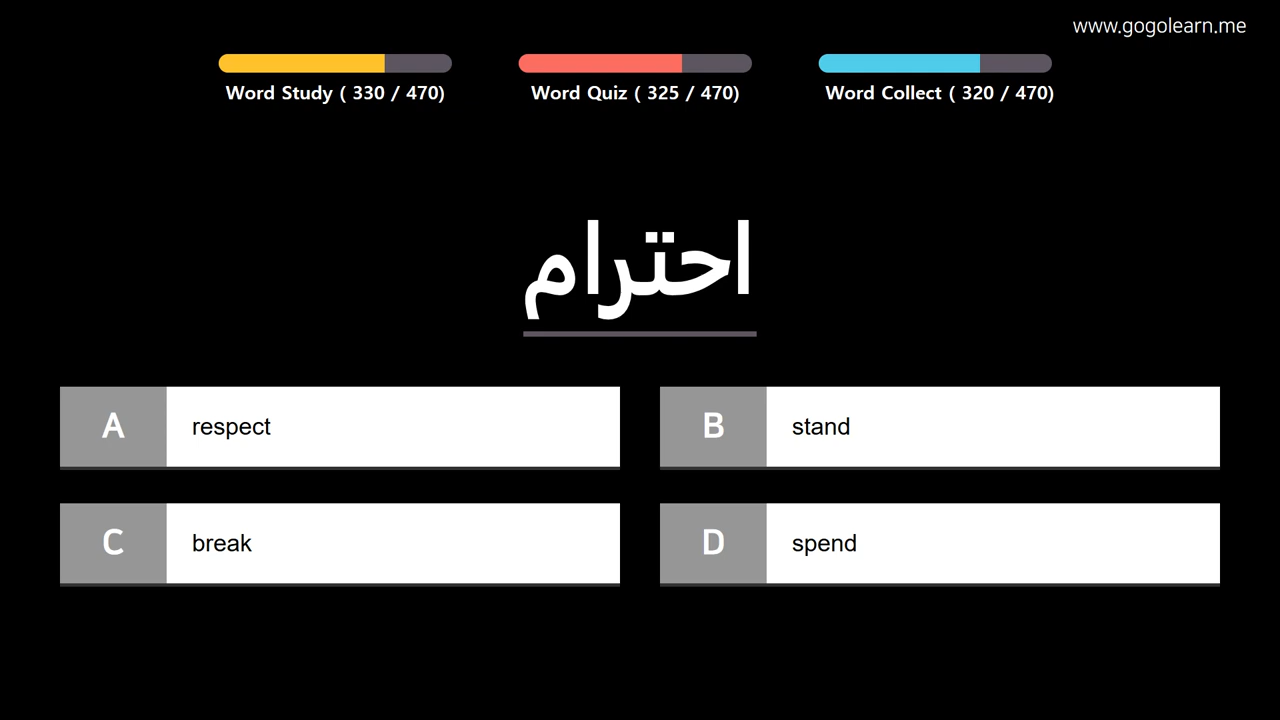 www.gogolearn.me
Word Study ( 330 / 470)
Word Quiz ( 325 / 470)
Word Collect ( 320 / 470)
احترام
A respect
B stand
C break
D spend